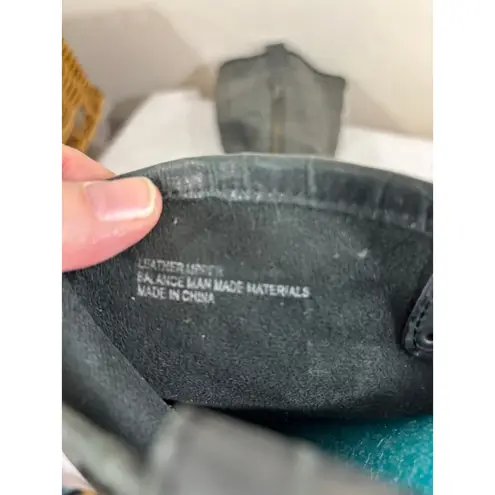 LEATHER UPPER
BALANCE MAN MADE MATERIALS
MADE IN CHINA